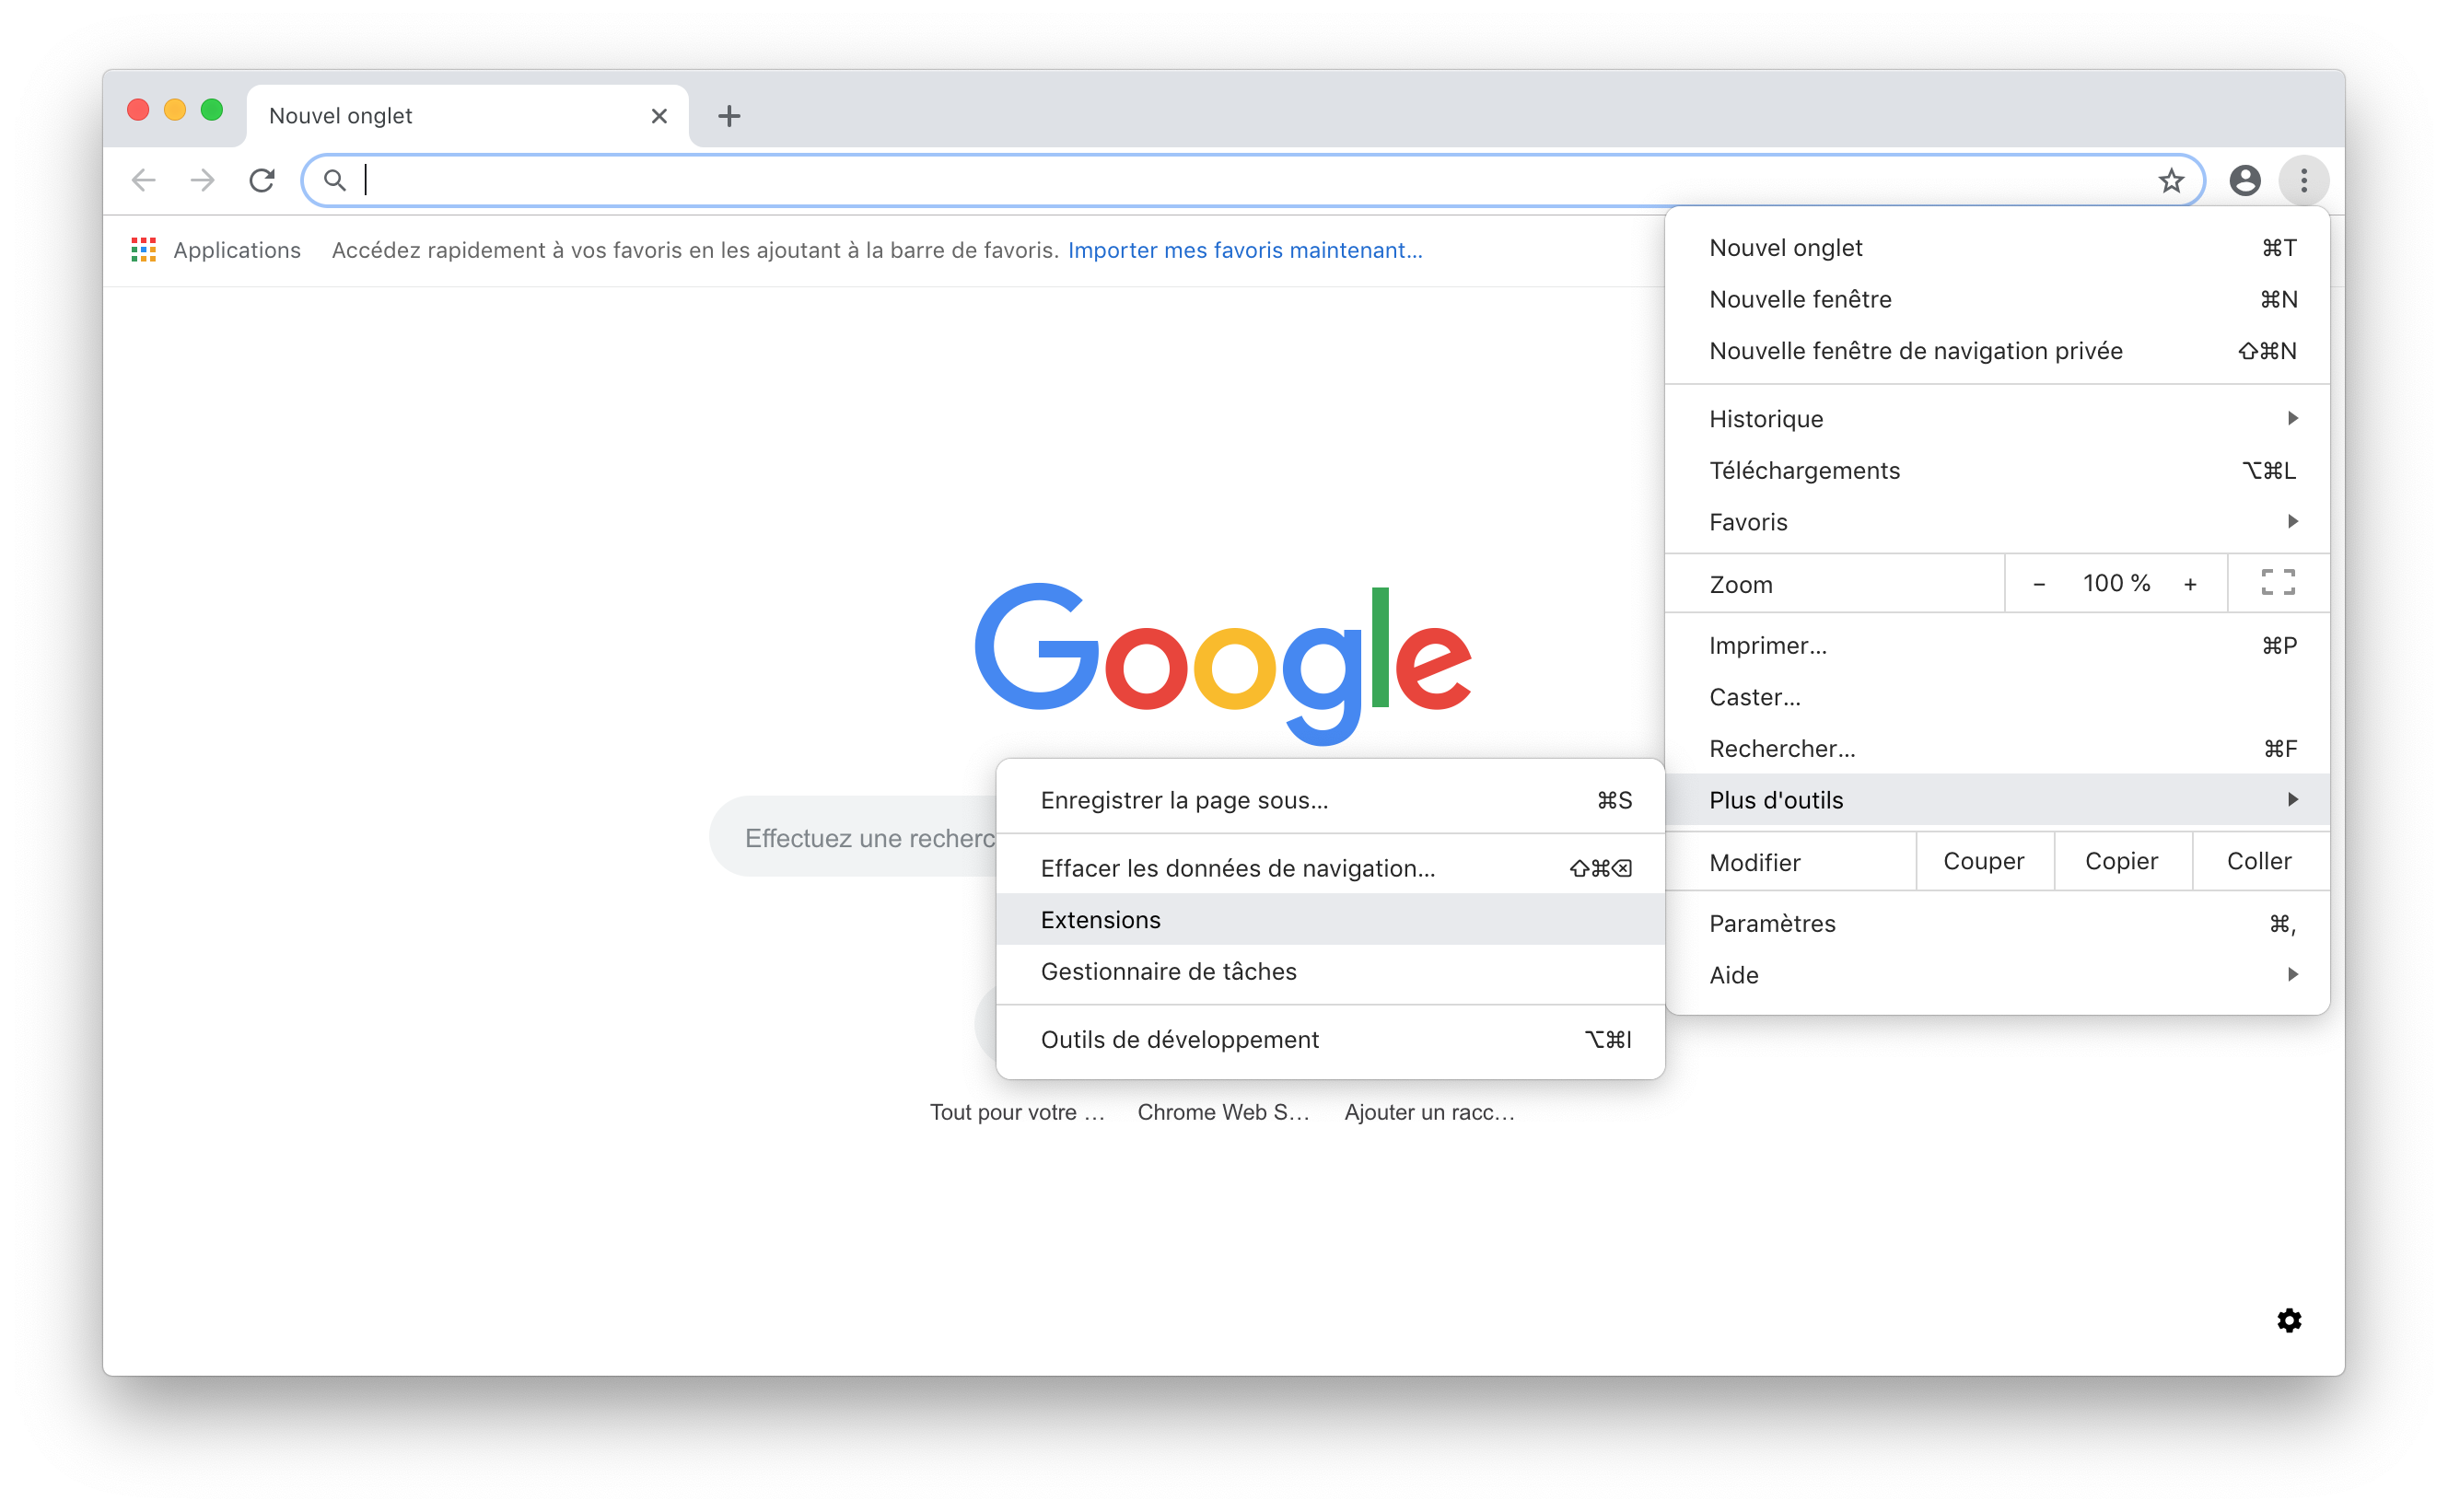 Nouvel onglet
Applications Accédez rapidement à vos favoris en les ajoutant à la barre de favoris. Importer mes favoris maintenant...
Nouvel onglet ⌘T
Nouvelle fenêtre ⌘N
Nouvelle fenêtre de navigation privée ⇧⌘N
Historique
Téléchargements ⌥⌘L
Favoris
Zoom − 100 % +
Imprimer... ⌘P
Caster...
Rechercher... ⌘F
Plus d'outils
Modifier Couper Copier Coller
Paramètres ⌘,
Aide
Google
Effectuez une recherc
Enregistrer la page sous... ⌘S
Effacer les données de navigation... ⇧⌘⌫
Extensions
Gestionnaire de tâches
Outils de développement ⌥⌘I
Tout pour votre ... Chrome Web S... Ajouter un racc...